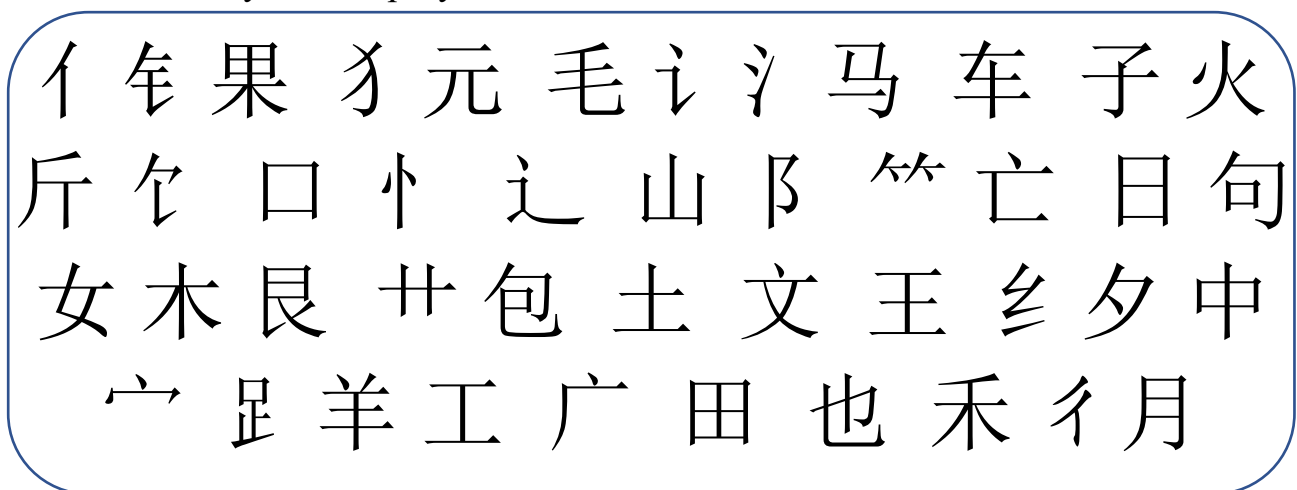 亻 钅 果 犭 元 毛 讠 氵 马 车 子 火
斤 饣 口 忄 辶 山 阝 ⺮ 亡 日 句
女 木 艮 艹 包 土 文 王 纟 夕 中
宀 ⻊ 羊 工 广 田 也 禾 彳 月